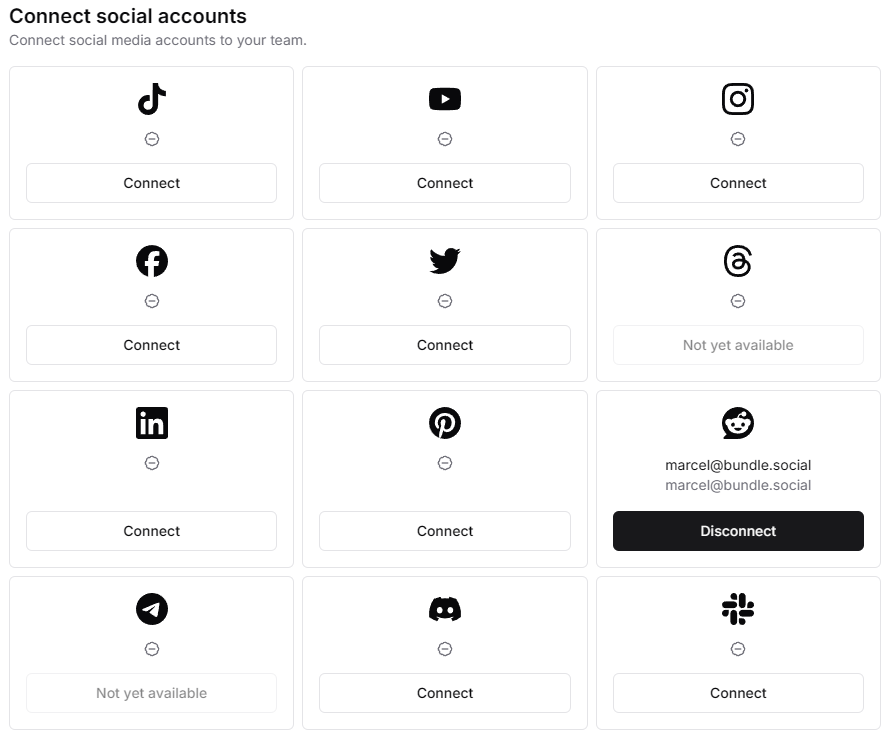 Connect social accounts
Connect social media accounts to your team.
Connect
Connect
Connect
Connect
Connect
Not yet available
in
Connect
Connect
marcel@bundle.social
marcel@bundle.social
Disconnect
Not yet available
Connect
Connect